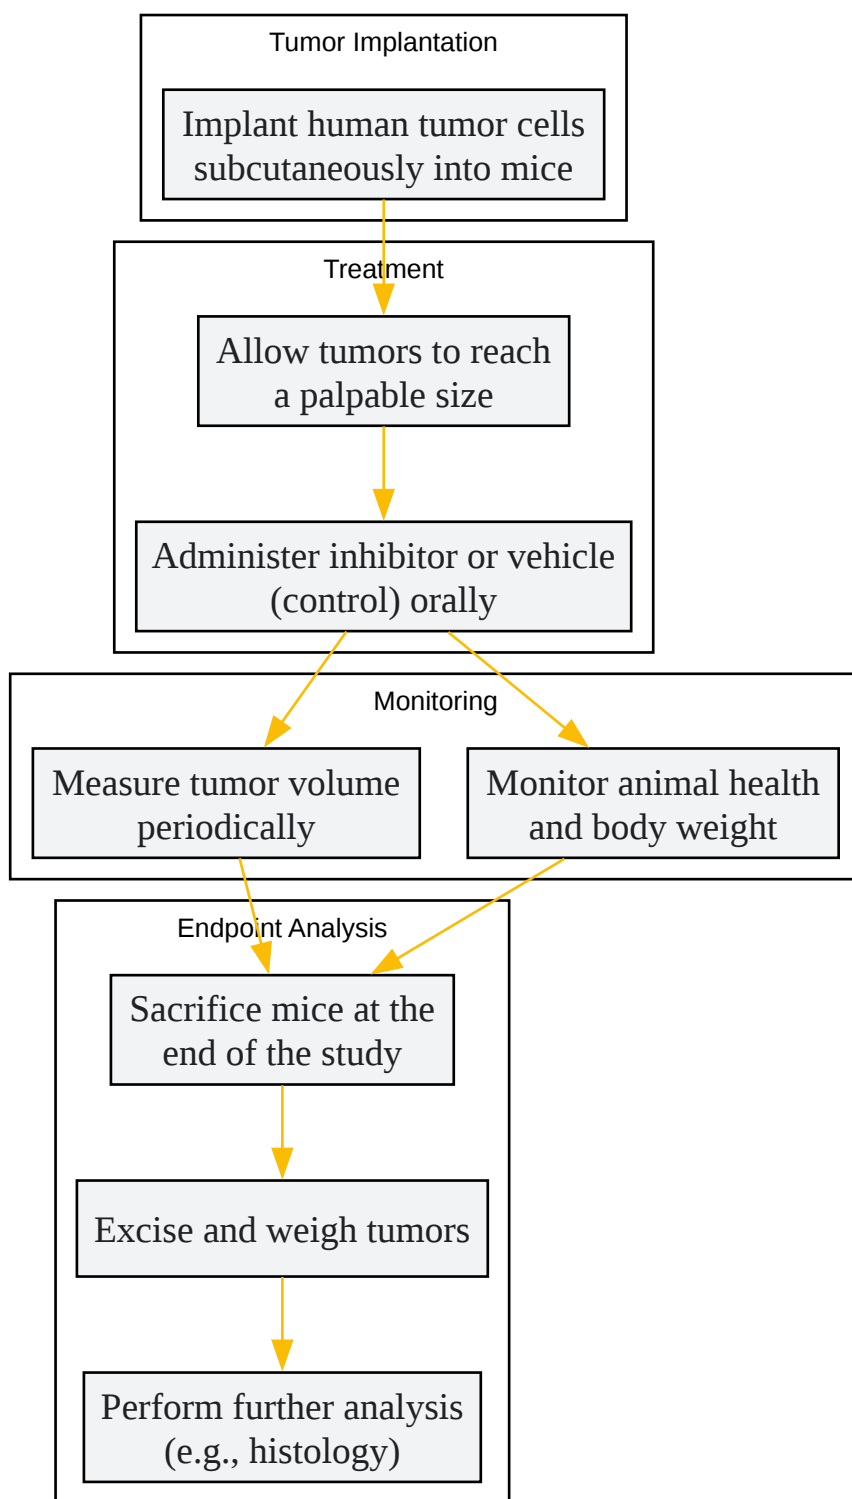 Tumor Implantation
Implant human tumor cells
subcutaneously into mice
Treatment
Allow tumors to reach
a palpable size
Administer inhibitor or vehicle
(control) orally
Monitoring
Measure tumor volume
periodically
Monitor animal health
and body weight
Endpoint Analysis
Sacrifice mice at the
end of the study
Excise and weigh tumors
Perform further analysis
(e.g., histology)